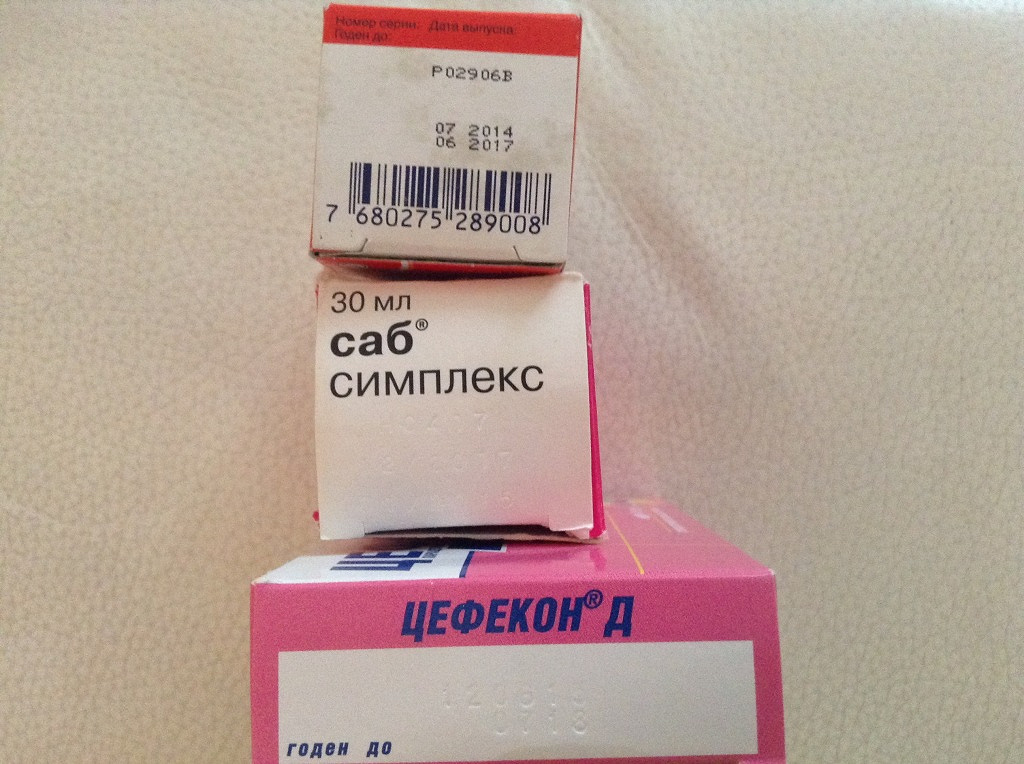 Номер серии: Дата выпуска:
Годен до:
P02906B
07 2014
06 2017
7 680275 289008
30 мл
саб®
симплекс
ЦЕФЕКОН® Д
0718
годен до